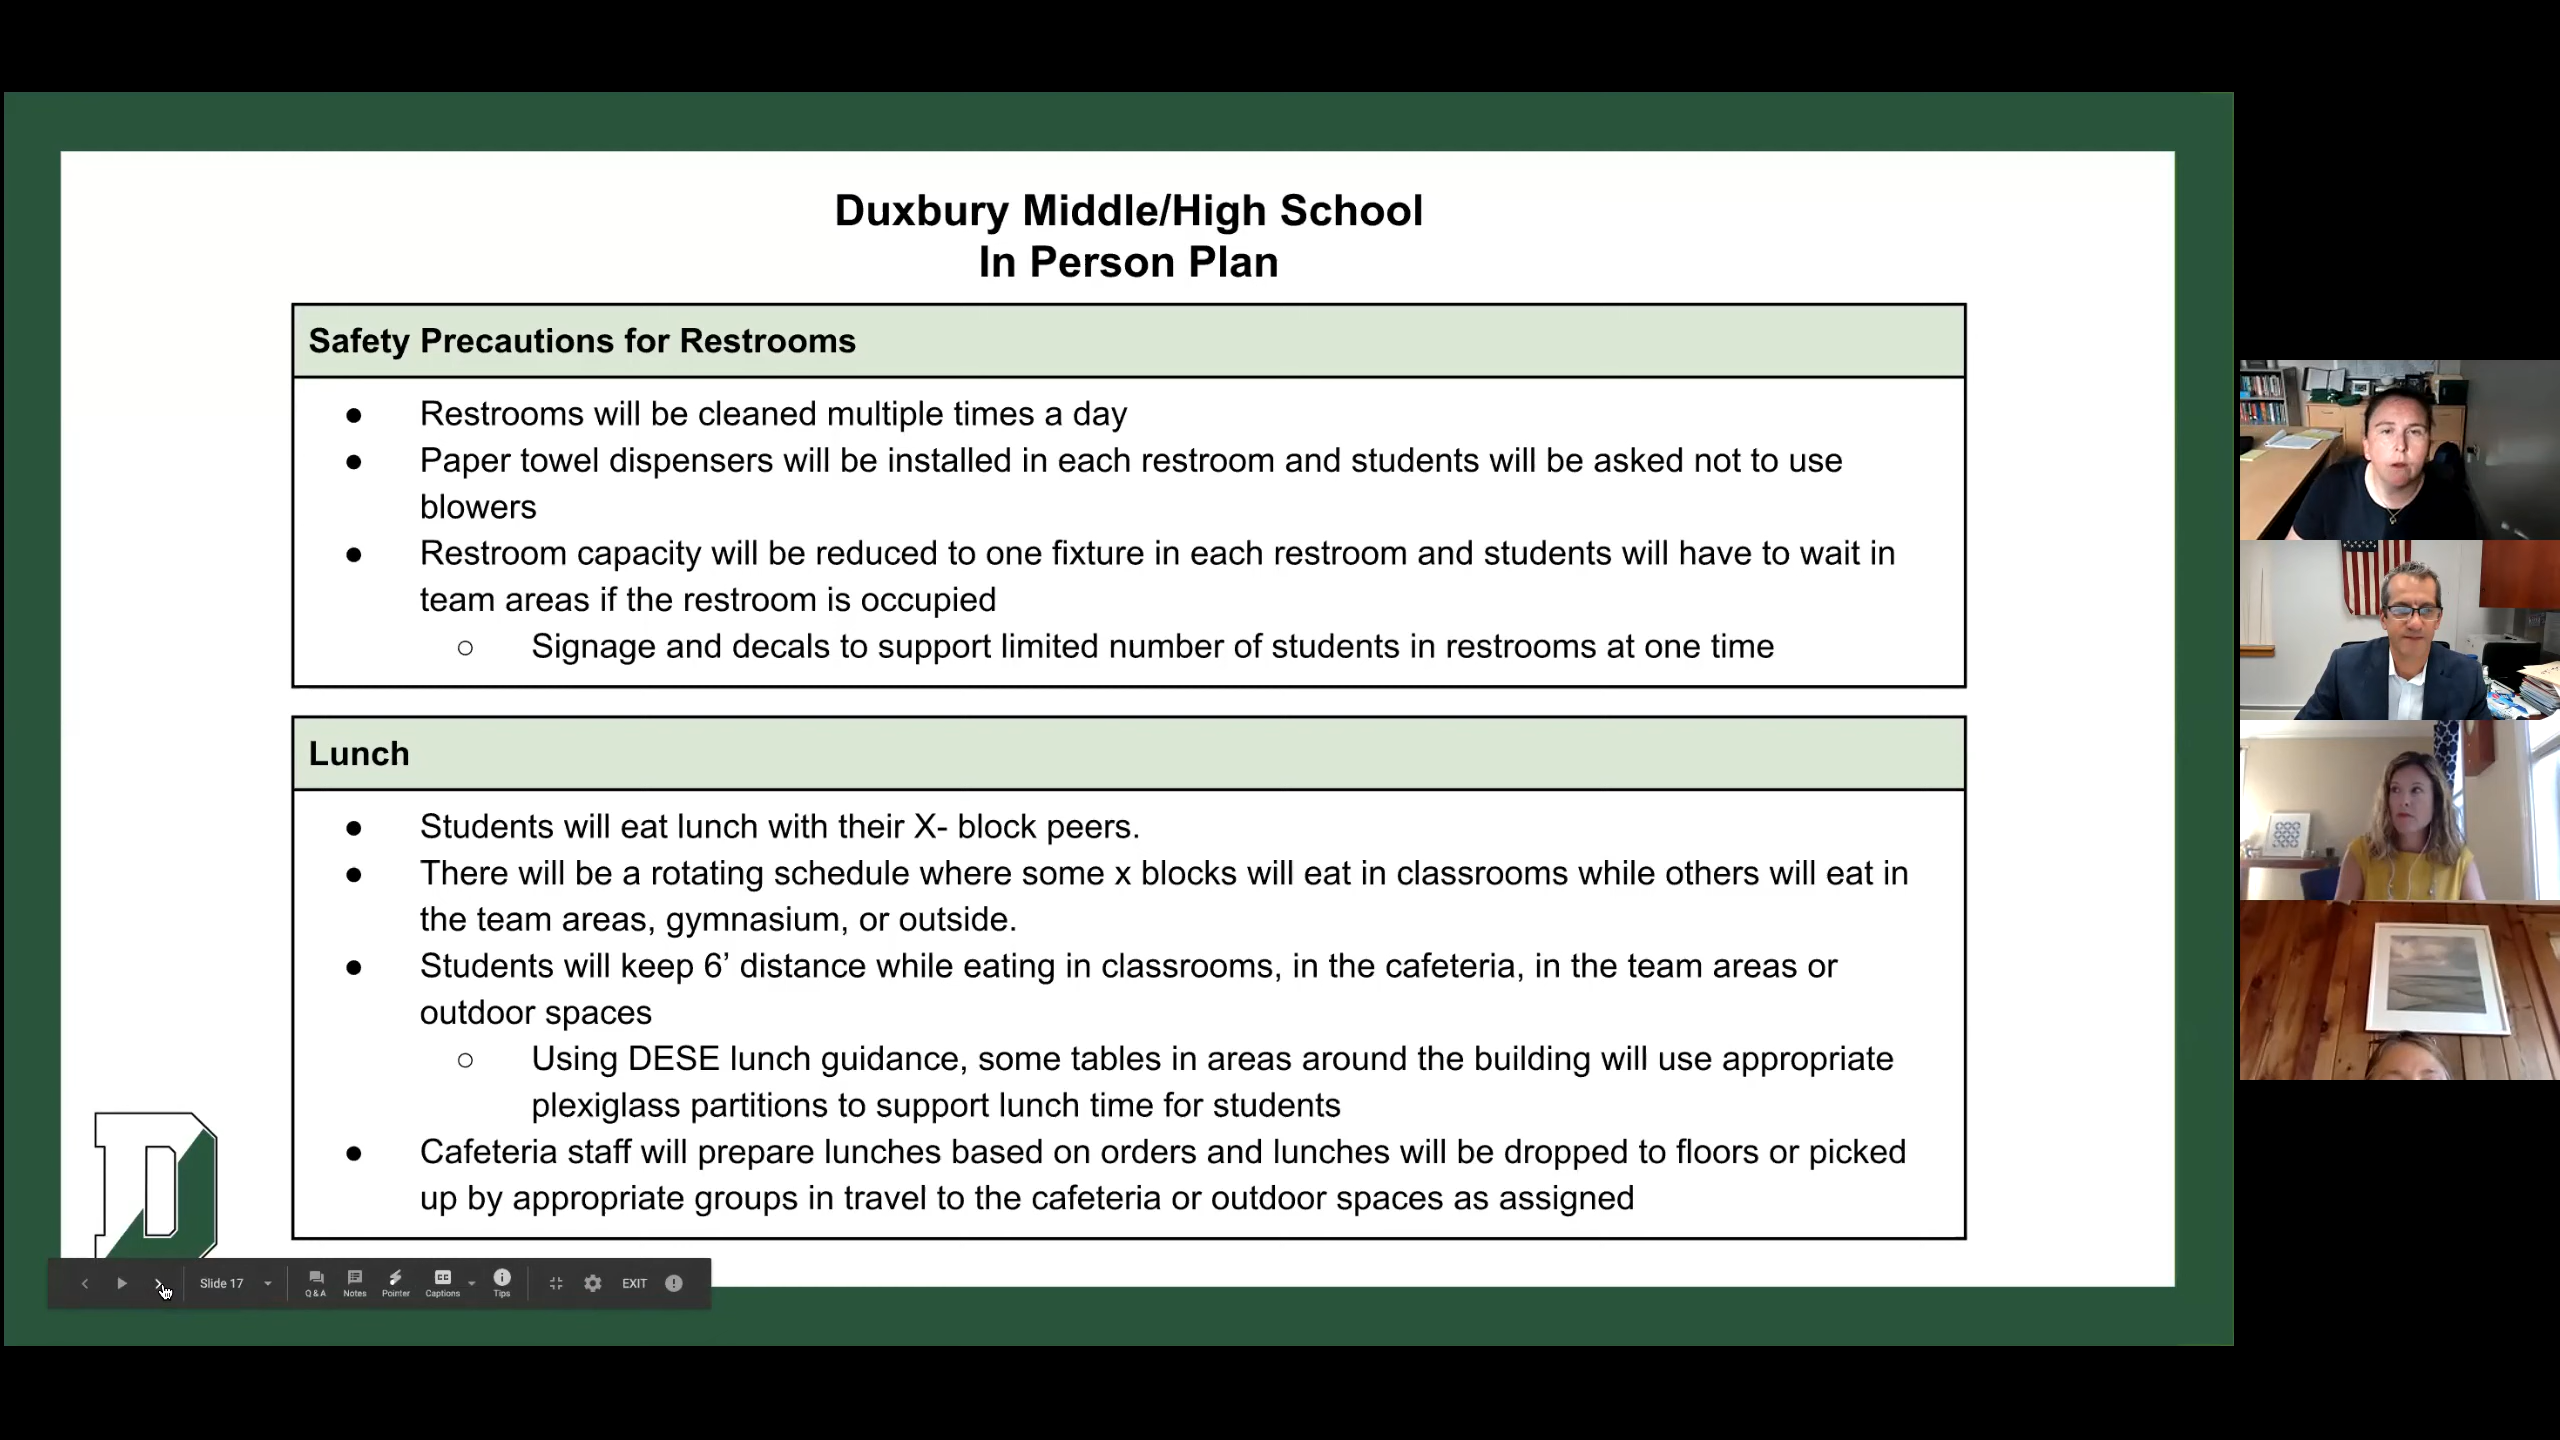 Duxbury Middle/High School
In Person Plan
Safety Precautions for Restrooms
● Restrooms will be cleaned multiple times a day
● Paper towel dispensers will be installed in each restroom and students will be asked not to use
blowers
● Restroom capacity will be reduced to one fixture in each restroom and students will have to wait in
team areas if the restroom is occupied
○ Signage and decals to support limited number of students in restrooms at one time
Lunch
● Students will eat lunch with their X- block peers.
● There will be a rotating schedule where some x blocks will eat in classrooms while others will eat in
the team areas, gymnasium, or outside.
● Students will keep 6’ distance while eating in classrooms, in the cafeteria, in the team areas or
outdoor spaces
○ Using DESE lunch guidance, some tables in areas around the building will use appropriate
plexiglass partitions to support lunch time for students
● Cafeteria staff will prepare lunches based on orders and lunches will be dropped to floors or picked
up by appropriate groups in travel to the cafeteria or outdoor spaces as assigned
D
Slide 17 Q & A Notes Pointer CC Captions Tips EXIT